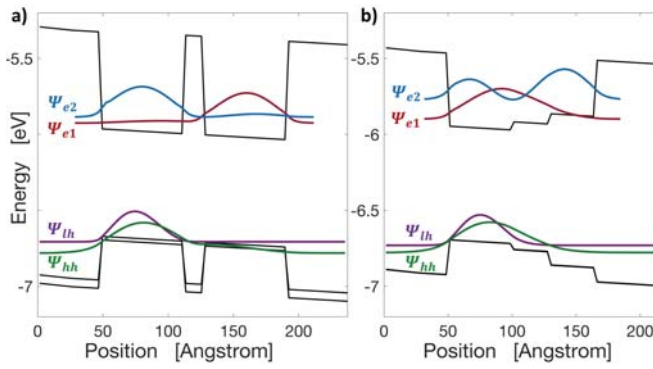 a)
b)
Energy [eV]
-5.5
-6
-6.5
-7
Ψe2
Ψe1
Ψlh
Ψhh
0 50 100 150 200
Position [Angstrom]
-5.5
-6
-6.5
-7
Ψe2
Ψe1
Ψlh
Ψhh
0 50 100 150 200
Position [Angstrom]